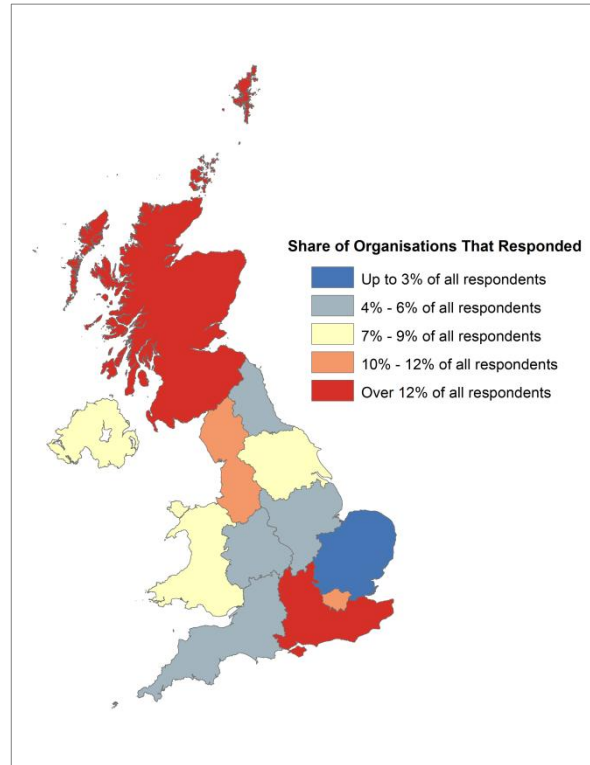 Share of Organisations That Responded
Up to 3% of all respondents
4% - 6% of all respondents
7% - 9% of all respondents
10% - 12% of all respondents
Over 12% of all respondents